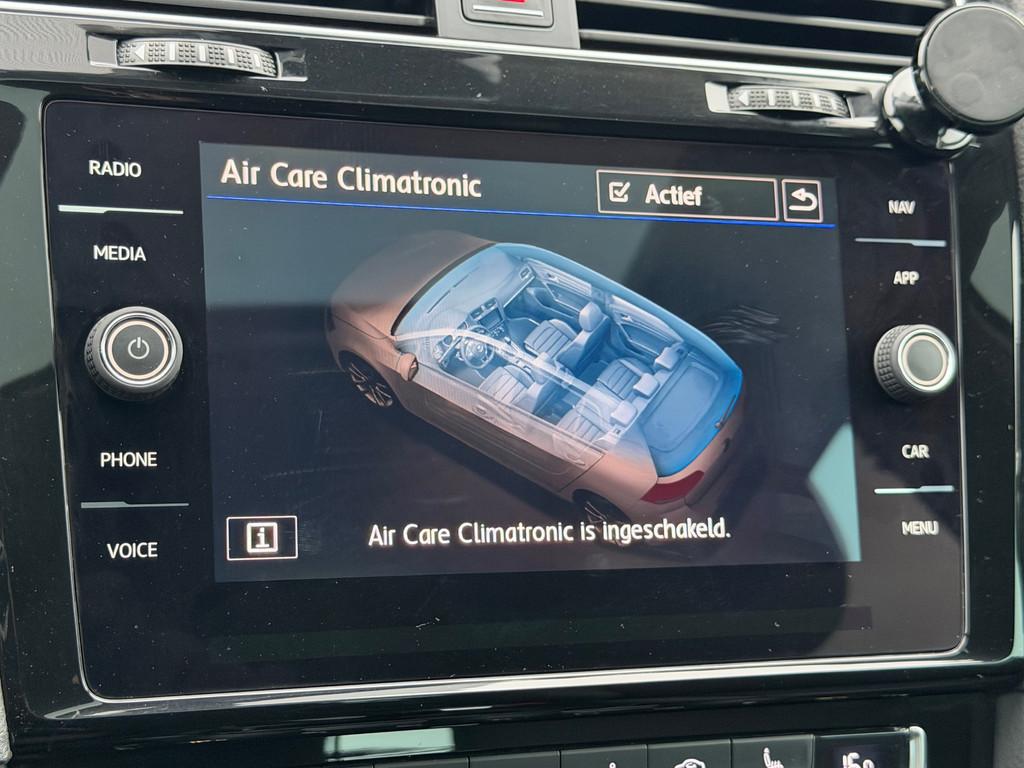 RADIO
MEDIA
PHONE
VOICE
Air Care Climatronic
Actief
Air Care Climatronic is ingeschakeld.
NAV
APP
CAR
MENU